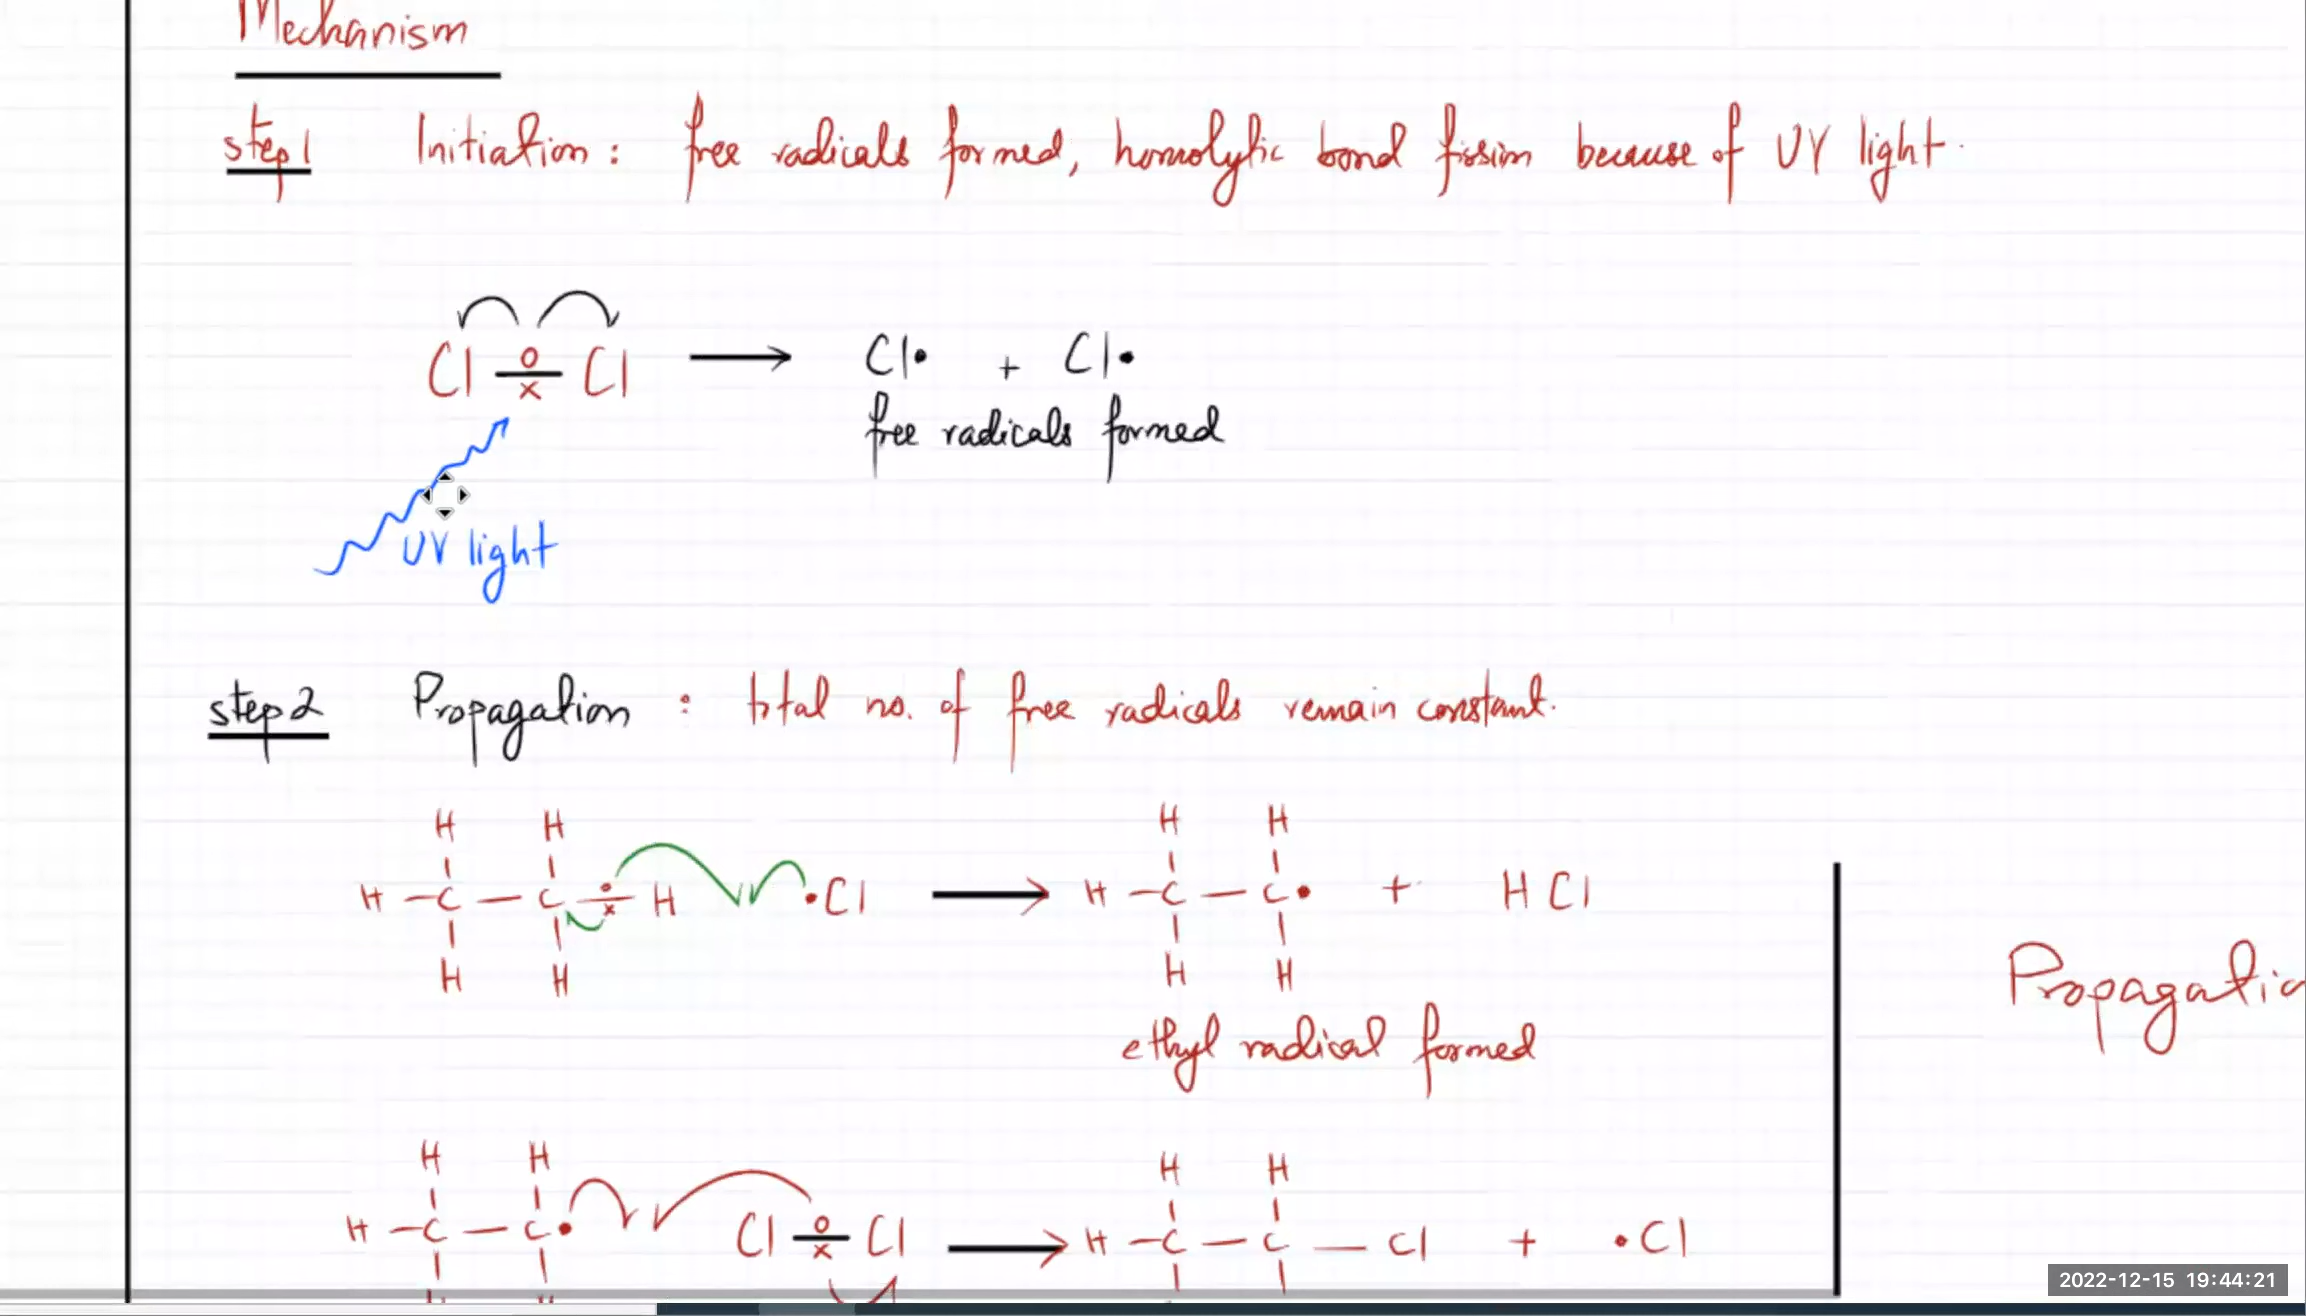 Mechanism
step 1 Initiation : free radicals formed, homolytic bond fission because of UV light.
Cl o x Cl → Cl• + Cl•
free radicals formed
UV light
step 2 Propagation : total no. of free radicals remain constant.
H H H H
H – C – C • x H •Cl → H – C – C • + H Cl
H H H H
Propagatio
ethyl radical formed
H H H H
H – C – C • Cl o x Cl → H – C – C – Cl + •Cl
2022-12-15 19:44:21